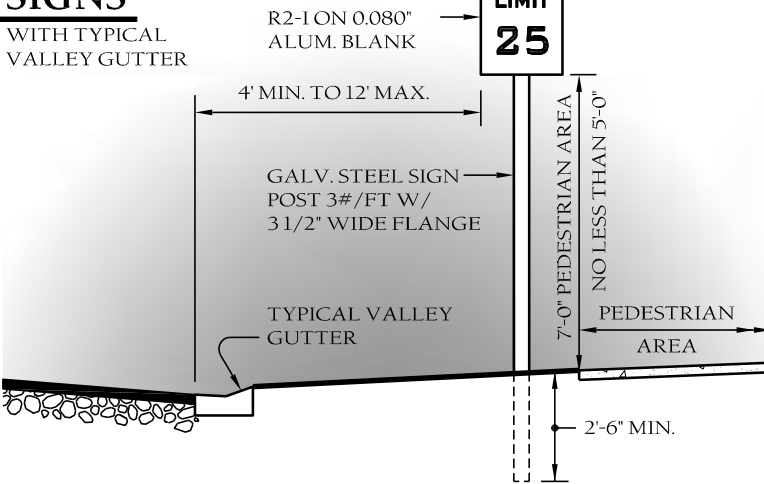 SIGNS
WITH TYPICAL
VALLEY GUTTER
R2-I ON 0.080"
ALUM. BLANK
LIMIT
25
4' MIN. TO 12' MAX.
GALV. STEEL SIGN
POST 3#/FT W/
3 1/2" WIDE FLANGE
7'-0" PEDESTRIAN AREA
NO LESS THAN 5'-0"
TYPICAL VALLEY
GUTTER
PEDESTRIAN
AREA
2'-6" MIN.